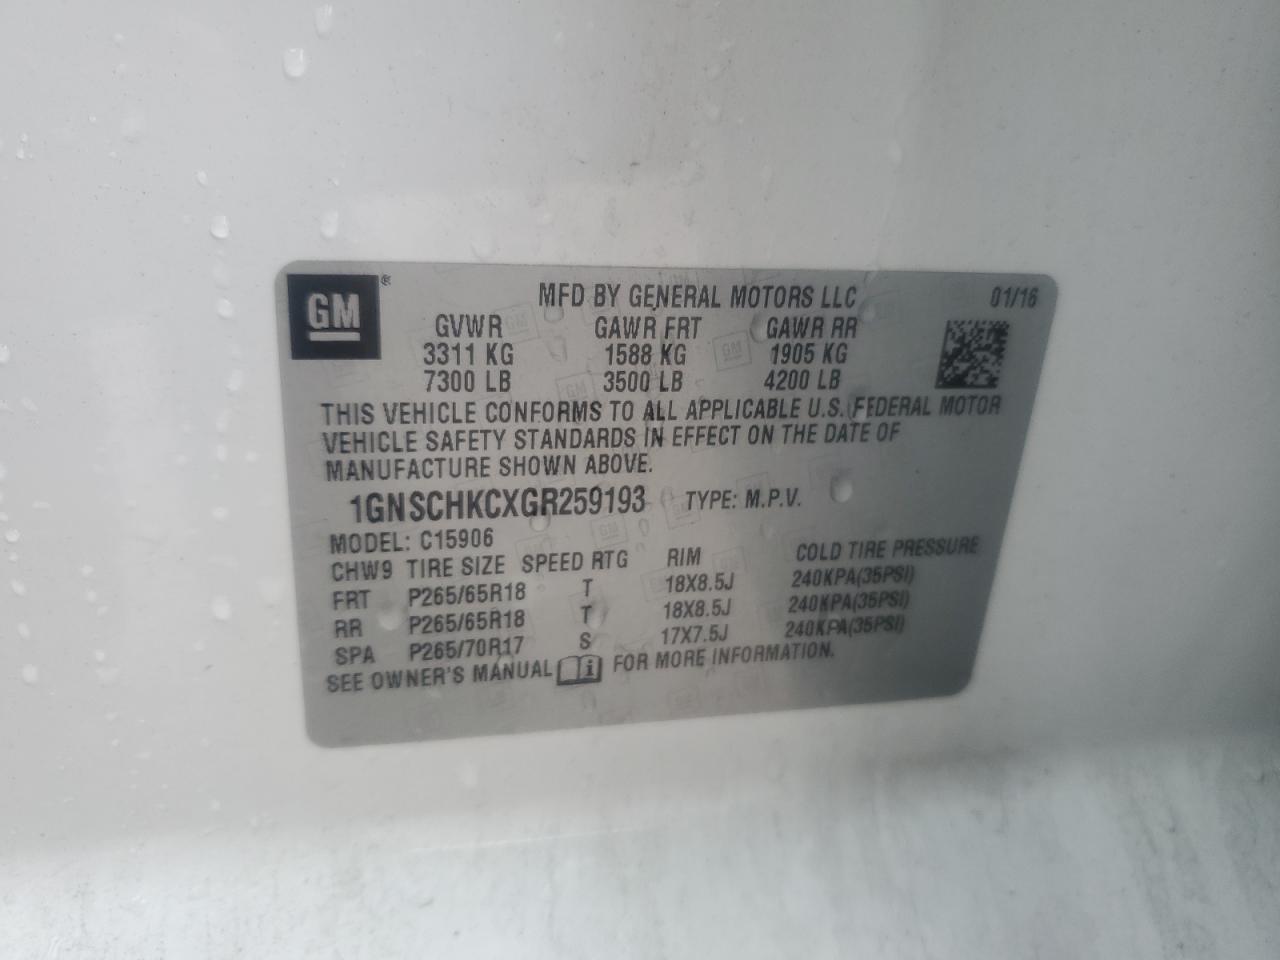 GM ® MFD BY GENERAL MOTORS LLC 01/16
GVWR GAWR FRT GAWR RR
3311 KG 1588 KG 1905 KG
7300 LB 3500 LB 4200 LB
THIS VEHICLE CONFORMS TO ALL APPLICABLE U.S. FEDERAL MOTOR
VEHICLE SAFETY STANDARDS IN EFFECT ON THE DATE OF
MANUFACTURE SHOWN ABOVE.
1GNSCHKCXGR259193 TYPE: M.P.V.
MODEL: C15906
CHW9 TIRE SIZE SPEED RTG RIM COLD TIRE PRESSURE
FRT P265/65R18 T 18X8.5J 240KPA(35PSI)
RR P265/65R18 T 18X8.5J 240KPA(35PSI)
SPA P265/70R17 S 17X7.5J 240KPA(35PSI)
SEE OWNER'S MANUAL i FOR MORE INFORMATION.